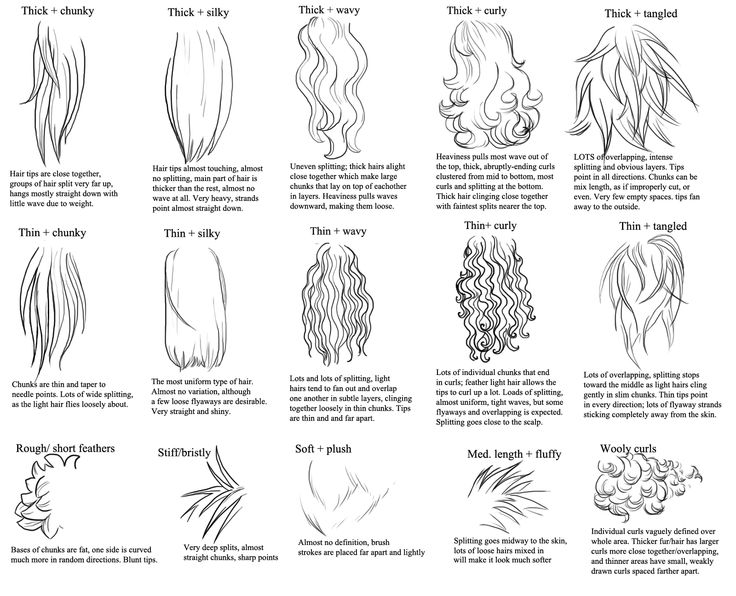 Thick + chunky
Hair tips are close together,
groups of hair split very far up,
hangs mostly straight down with
little wave due to weight.
Thick + silky
Hair tips almost touching, almost
no splitting, main part of hair is
thicker than the rest, almost no
wave at all. Very heavy, strands
point almost straight down.
Thick + wavy
Uneven splitting; thick hairs alight
close together which make large
chunks that lay on top of eachother
in layers. Heaviness pulls waves
downward, making them loose.
Thick + curly
Heaviness pulls most wave out of
the top, thick, abruptly-ending curls
clustered from mid to bottom, most
curls and splitting at the bottom.
Thick hair clinging close together
with faintest splits nearer the top.
Thick + tangled
LOTS of overlapping, intense
splitting and obvious layers. Tips
point in all directions. Chunks can be
mix length, as if improperly cut, or
even. Very few empty spaces. tips fan
away to the outside.
Thin + chunky
Chunks are thin and taper to
needle points. Lots of wide splitting,
as the light hair flies loosely about.
Thin + silky
The most uniform type of hair.
Almost no variation, although
a few loose flyaways are desirable.
Very straight and shiny.
Thin + wavy
Lots and lots of splitting, light
hairs tend to fan out and overlap
one another in subtle layers, clinging
together loosely in thin chunks. Tips
are thin and and far apart.
Thin+ curly
Lots of individual chunks that end
in curls; feather light hair allows the
tips to curl up a lot. Loads of splitting,
almost uniform, tight waves, but some
flyaways and overlapping is expected.
Splitting goes close to the scalp.
Thin + tangled
Lots of overlapping, splitting stops
toward the middle as light hairs cling
gently in slim chunks. Thin tips point
in every direction; lots of flyaway strands
sticking completely away from the skin.
Rough/ short feathers
Bases of chunks are fat, one side is curved
much more in random directions. Blunt tips.
Stiff/bristly
Very deep splits, almost
straight chunks, sharp points
Soft + plush
Almost no definition, brush
strokes are placed far apart and lightly
Med. length + fluffy
Splitting goes midway to the skin,
lots of loose hairs mixed in
will make it look much softer
Wooly curls
Individual curls vaguely defined over
whole area. Thicker fur/hair has larger
curls more close together/overlapping,
and thinner areas have small, weakly
drawn curls spaced farther apart.